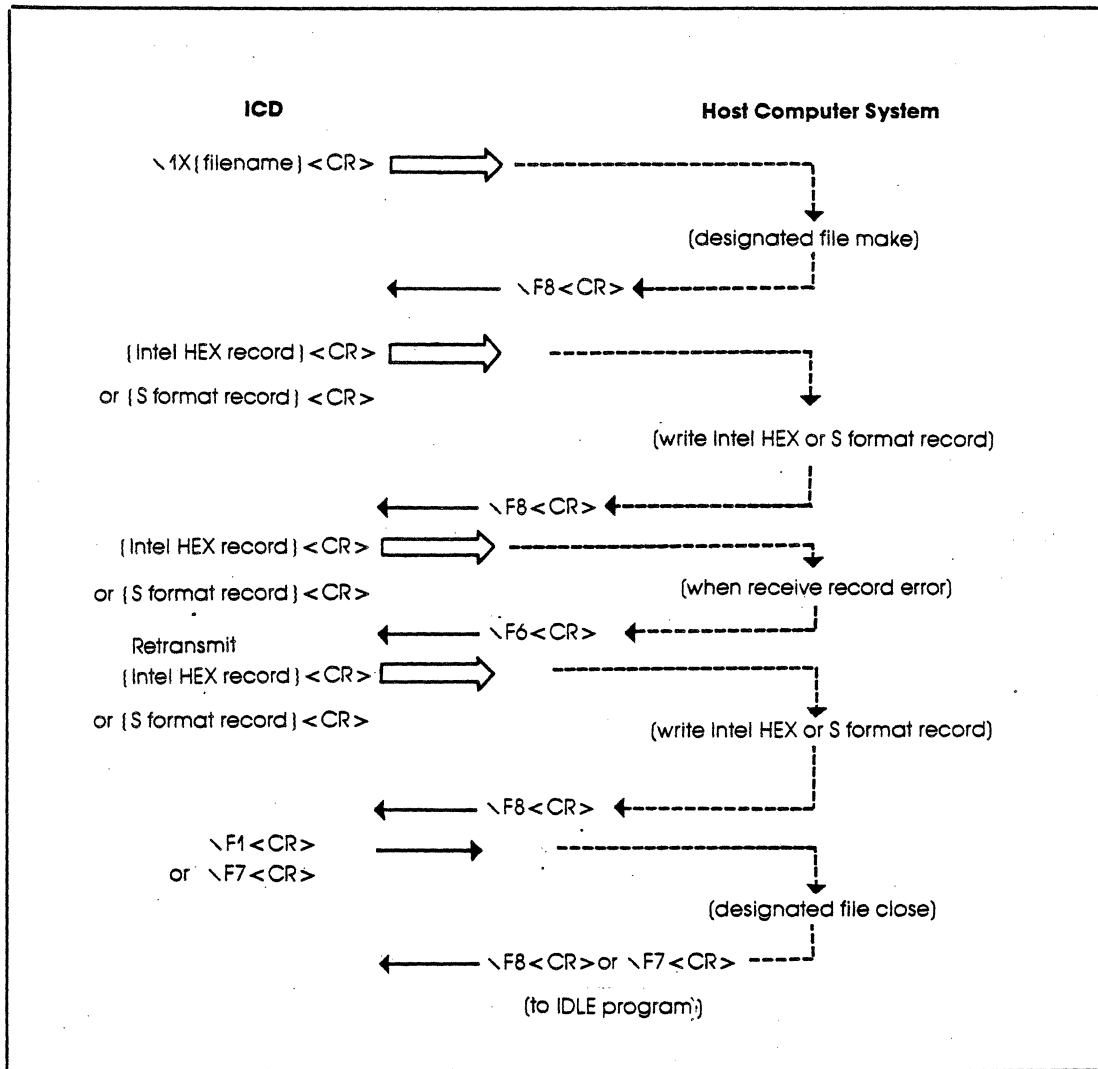 ICD Host Computer System
\1X{filename}<CR>
(designated file make)
\F8<CR>
{Intel HEX record}<CR>
or {S format record}<CR>
(write Intel HEX or S format record)
\F8<CR>
{Intel HEX record}<CR>
or {S format record}<CR>
(when receive record error)
\F6<CR>
Retransmit
{Intel HEX record}<CR>
or {S format record}<CR>
(write Intel HEX or S format record)
\F8<CR>
\F1<CR>
or \F7<CR>
(designated file close)
\F8<CR>or \F7<CR>
(to IDLE program)